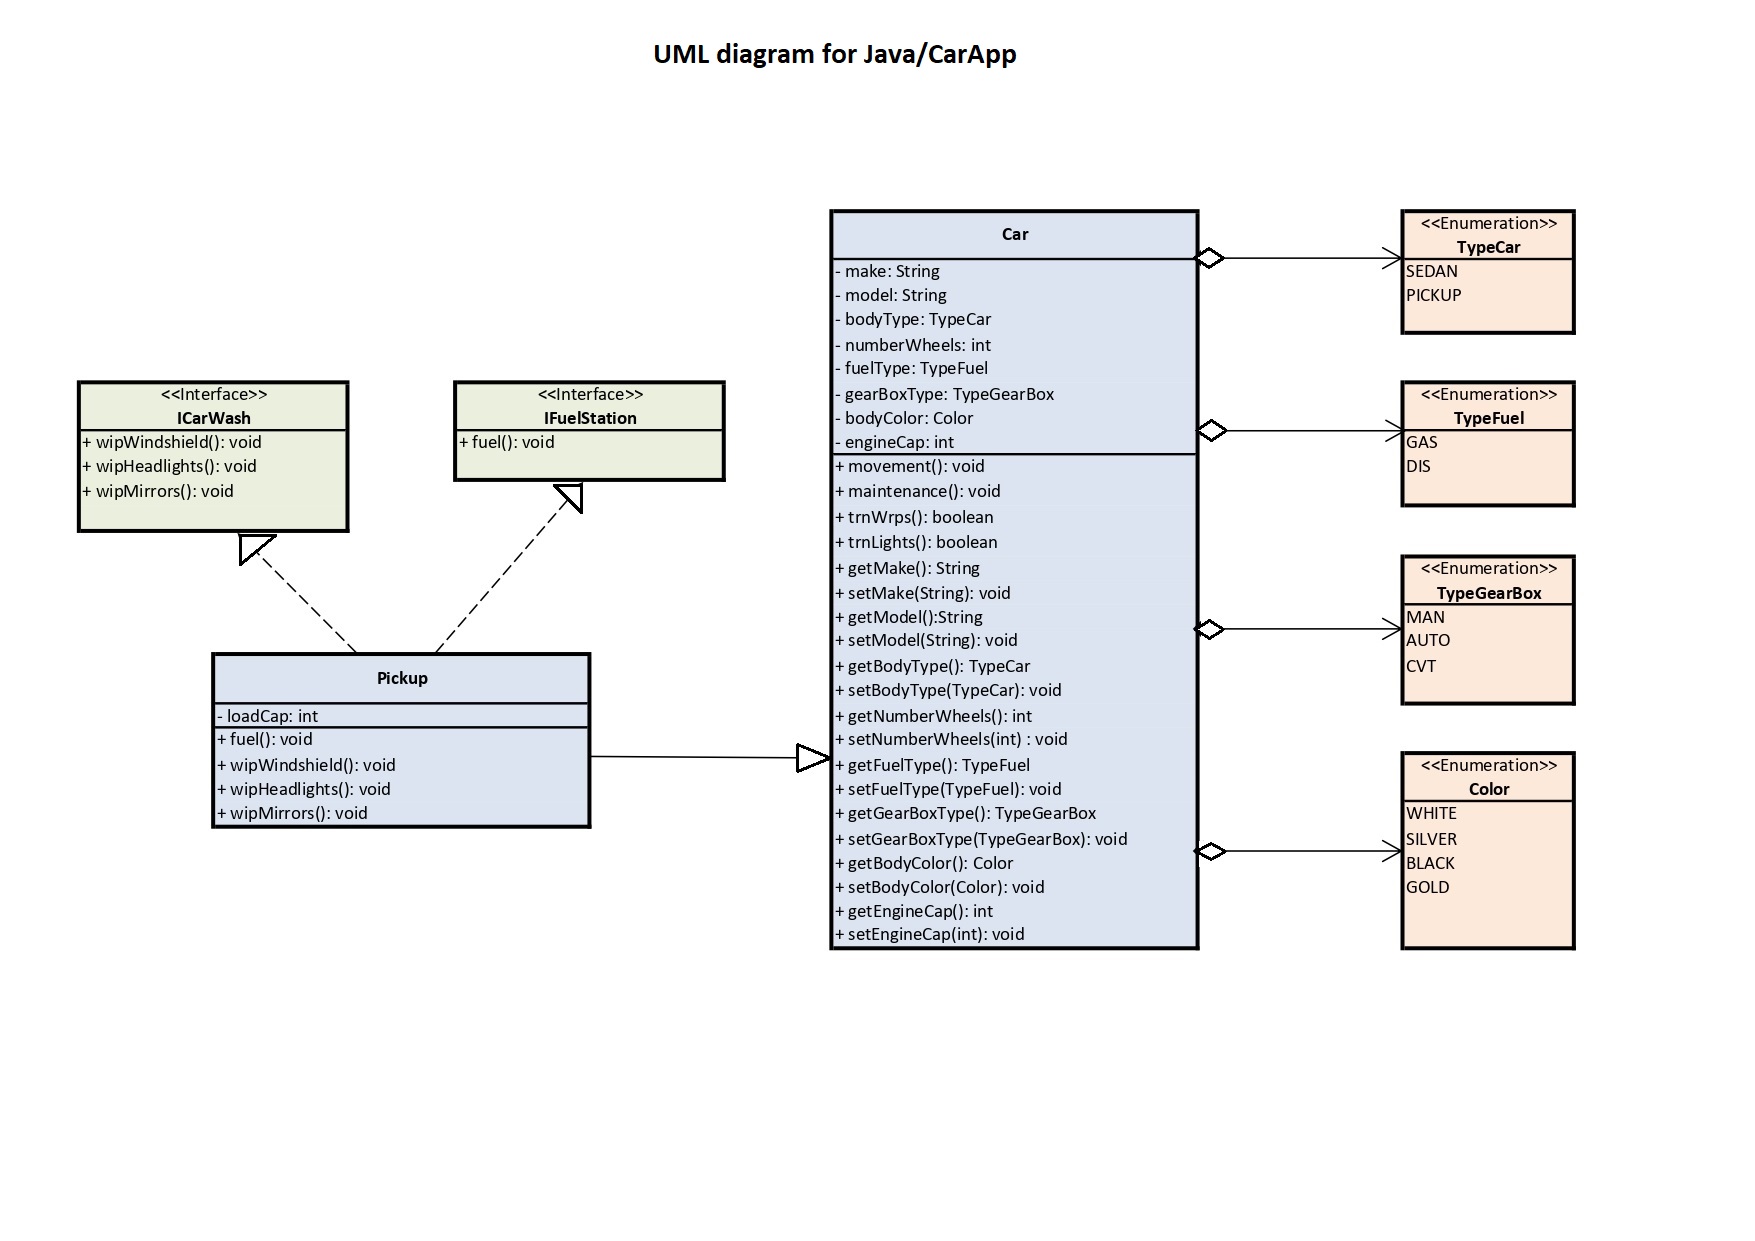 UML diagram for Java/CarApp
<<Interface>>
ICarWash
+ wipWindshield(): void
+ wipHeadlights(): void
+ wipMirrors(): void
<<Interface>>
IFuelStation
+ fuel(): void
Pickup
- loadCap: int
+ fuel(): void
+ wipWindshield(): void
+ wipHeadlights(): void
+ wipMirrors(): void
Car
- make: String
- model: String
- bodyType: TypeCar
- numberWheels: int
- fuelType: TypeFuel
- gearBoxType: TypeGearBox
- bodyColor: Color
- engineCap: int
+ movement(): void
+ maintenance(): void
+ trnWrps(): boolean
+ trnLights(): boolean
+ getMake(): String
+ setMake(String): void
+ getModel():String
+ setModel(String): void
+ getBodyType(): TypeCar
+ setBodyType(TypeCar): void
+ getNumberWheels(): int
+ setNumberWheels(int) : void
+ getFuelType(): TypeFuel
+ setFuelType(TypeFuel): void
+ getGearBoxType(): TypeGearBox
+ setGearBoxType(TypeGearBox): void
+ getBodyColor(): Color
+ setBodyColor(Color): void
+ getEngineCap(): int
+ setEngineCap(int): void
<<Enumeration>>
TypeCar
SEDAN
PICKUP
<<Enumeration>>
TypeFuel
GAS
DIS
<<Enumeration>>
TypeGearBox
MAN
AUTO
CVT
<<Enumeration>>
Color
WHITE
SILVER
BLACK
GOLD